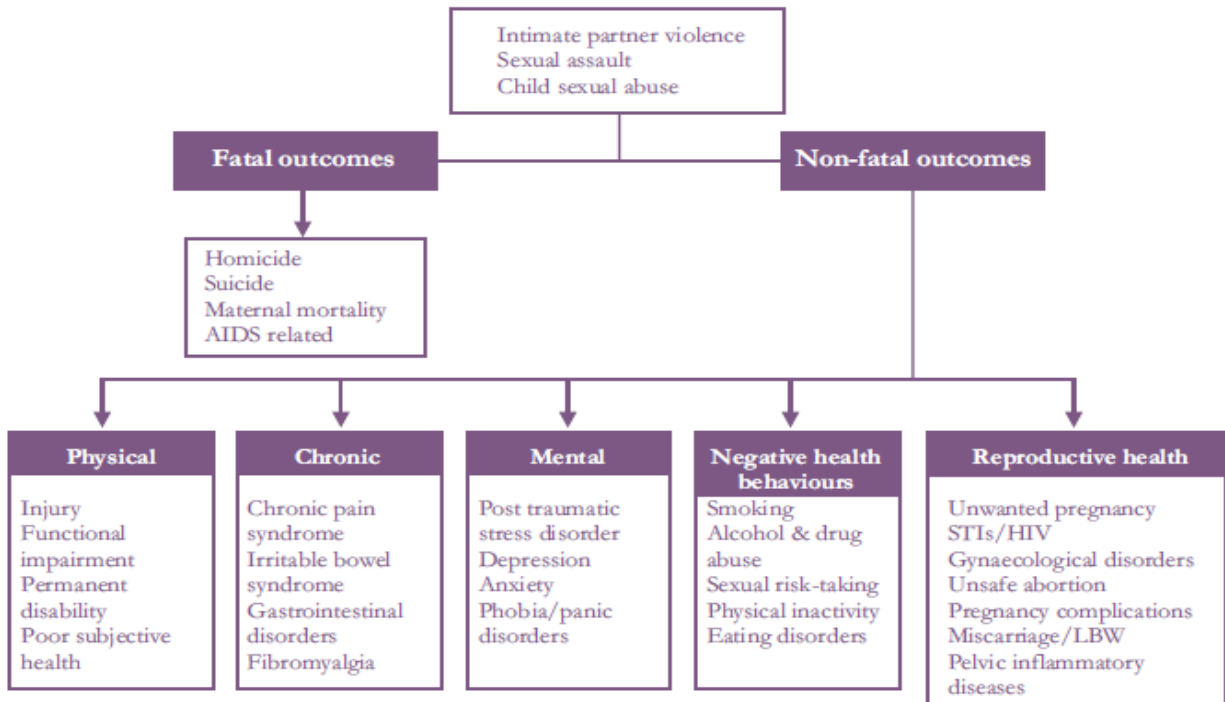 Intimate partner violence
Sexual assault
Child sexual abuse
Fatal outcomes
Non-fatal outcomes
Homicide
Suicide
Maternal mortality
AIDS related
Physical
Injury
Functional
impairment
Permanent
disability
Poor subjective
health
Chronic
Chronic pain
syndrome
Irritable bowel
syndrome
Gastrointestinal
disorders
Fibromyalgia
Mental
Post traumatic
stress disorder
Depression
Anxiety
Phobia/panic
disorders
Negative health
behaviours
Smoking
Alcohol & drug
abuse
Sexual risk-taking
Physical inactivity
Eating disorders
Reproductive health
Unwanted pregnancy
STIs/HIV
Gynaecological disorders
Unsafe abortion
Pregnancy complications
Miscarriage/LBW
Pelvic inflammatory
diseases